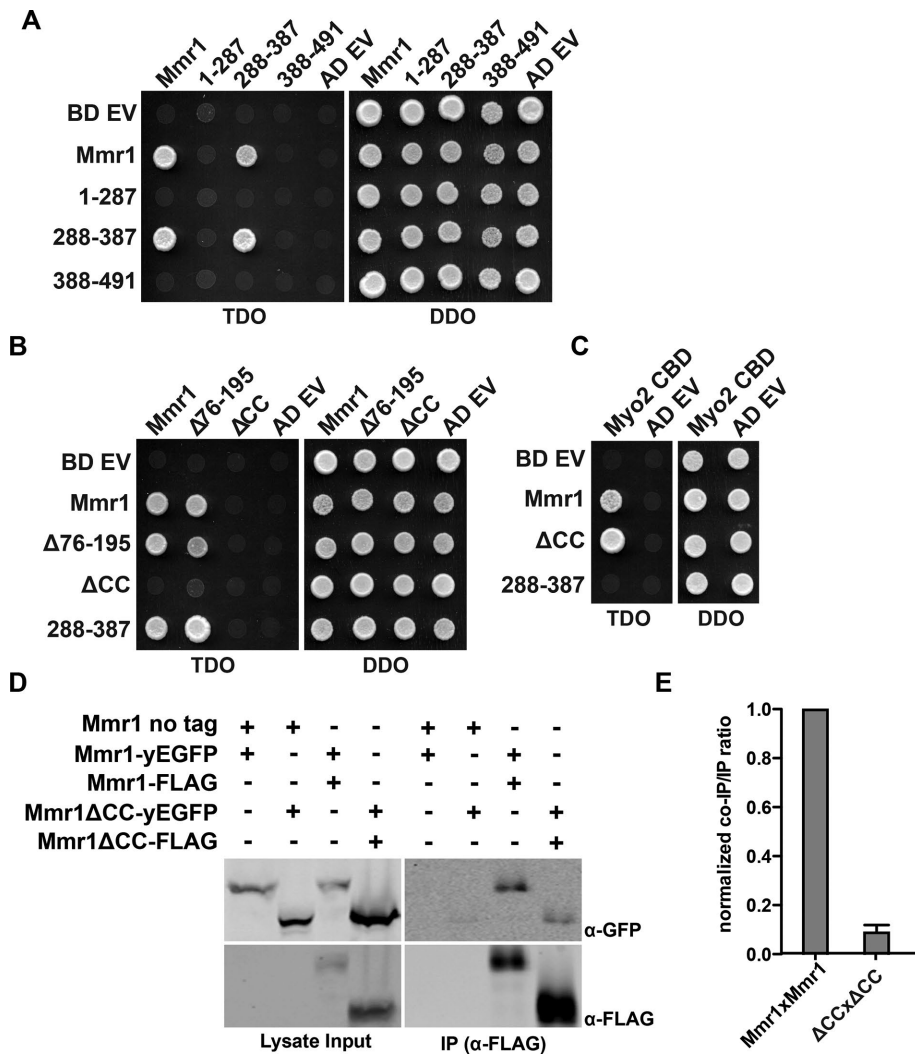 A
Mmr1 1-287 288-387 388-491 AD EV Mmr1 1-287 288-387 388-491 AD EV
BD EV
Mmr1
1-287
288-387
388-491
TDO DDO
B
Mmr1 Δ76-195 ΔCC AD EV Mmr1 Δ76-195 ΔCC AD EV
BD EV
Mmr1
Δ76-195
ΔCC
288-387
TDO DDO
C
Myo2 CBD AD EV Myo2 CBD AD EV
BD EV
Mmr1
ΔCC
288-387
TDO DDO
D
Mmr1 no tag + + - - + + - -
Mmr1-yEGFP + - + - + - + -
Mmr1-FLAG - - + - - - + -
Mmr1ΔCC-yEGFP - + - + - + - +
Mmr1ΔCC-FLAG - - - + - - - +
α-GFP
α-FLAG
Lysate Input IP (α-FLAG)
E
normalized co-IP/IP ratio
1.0
0.8
0.6
0.4
0.2
0.0
Mmr1xMmr1 ΔCCxΔCC